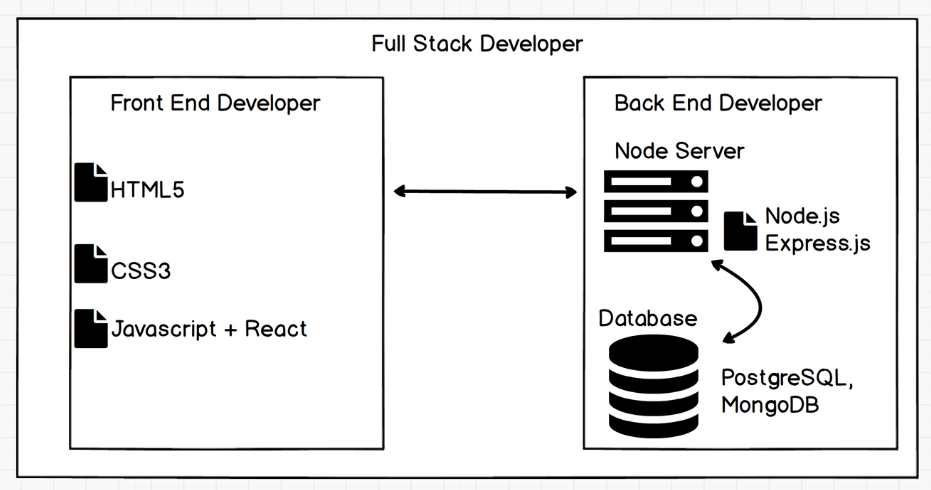 Full Stack Developer
Front End Developer
HTML5
CSS3
Javascript + React
Back End Developer
Node Server
Node.js
Express.js
Database
PostgreSQL,
MongoDB